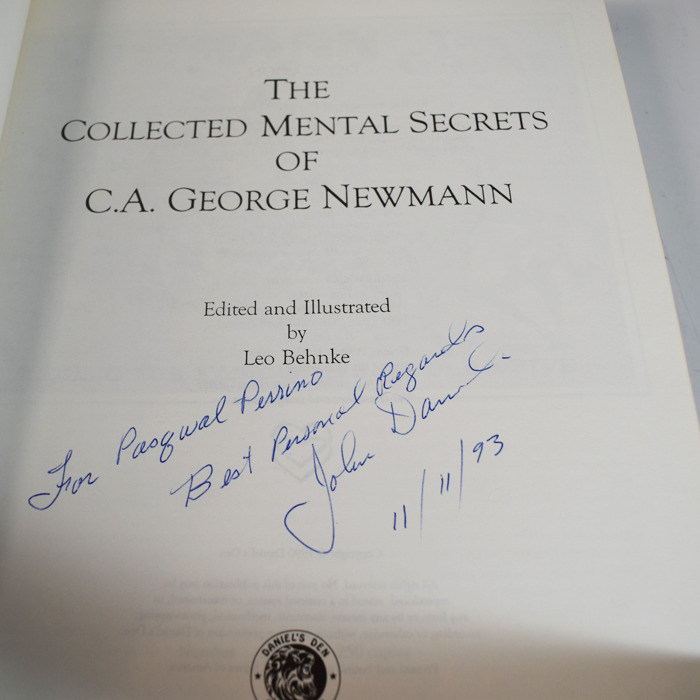 THE
COLLECTED MENTAL SECRETS
OF
C.A. GEORGE NEWMANN
Edited and Illustrated
by
Leo Behnke
For Pasqual Perrino
Best Personal Regards
John
11/11/93
DANIEL'S DEN